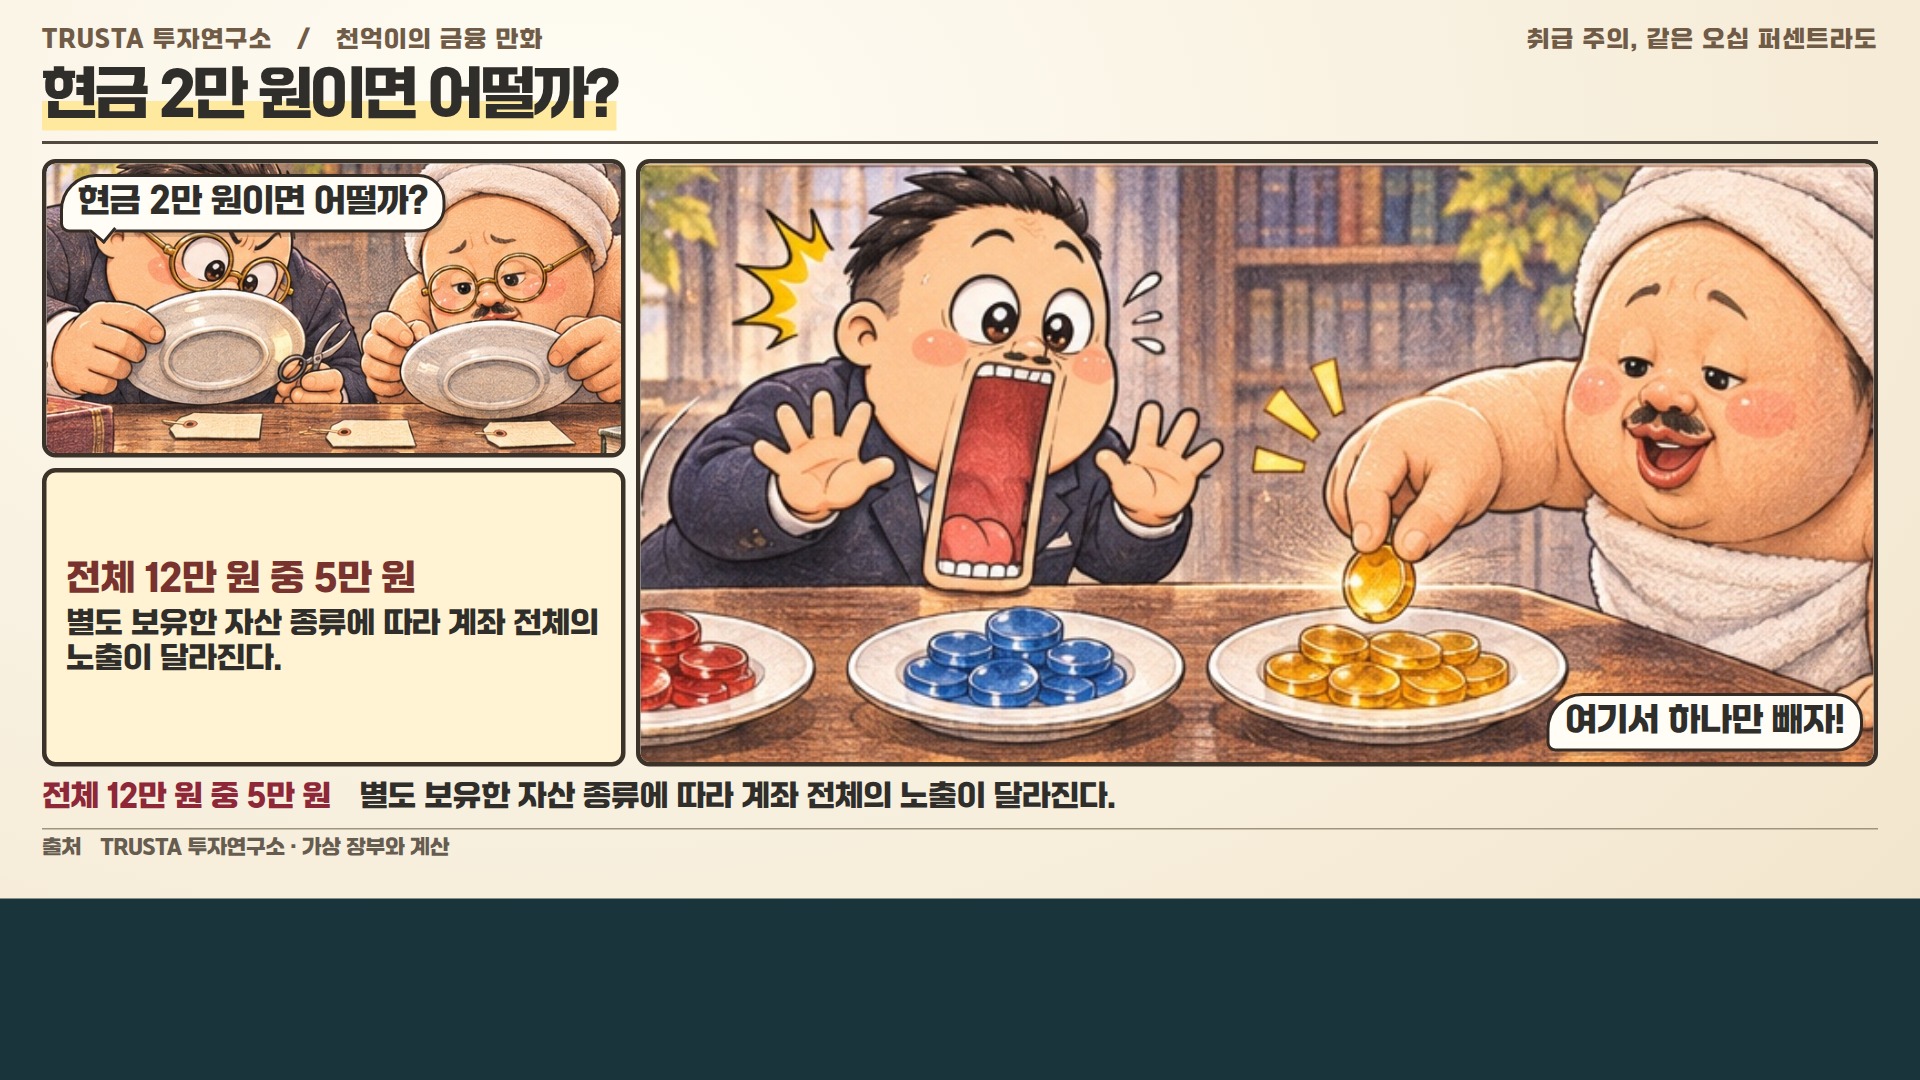 TRUSTA 투자연구소 / 천억이의 금융 만화
취급 주의, 같은 오십 퍼센트라도
현금 2만 원이면 어떨까?
현금 2만 원이면 어떨까?
전체 12만 원 중 5만 원
별도 보유한 자산 종류에 따라 계좌 전체의
노출이 달라진다.
여기서 하나만 빼자!
전체 12만 원 중 5만 원 별도 보유한 자산 종류에 따라 계좌 전체의 노출이 달라진다.
출처 TRUSTA 투자연구소 · 가상 장부와 계산